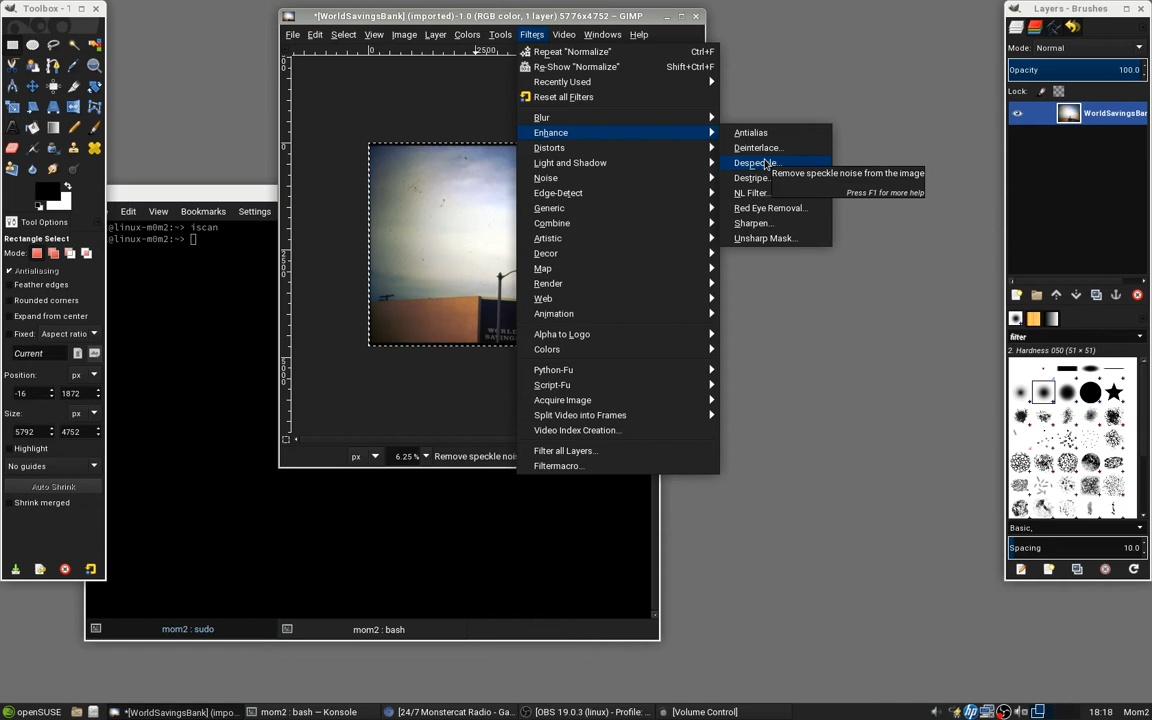 Toolbox - T
*[WorldSavingsBank] (imported)-1.0 (RGB color, 1 layer) 5776x4752 – GIMP
Layers - Brushes
File Edit Select View Image Layer Colors Tools Filters Video Windows Help
Repeat "Normalize" Ctrl+F
Re-Show "Normalize" Shift+Ctrl+F
Recently Used
Reset all Filters
Blur
Enhance
Distorts
Light and Shadow
Noise
Edge-Detect
Generic
Combine
Artistic
Decor
Map
Render
Web
Animation
Alpha to Logo
Colors
Python-Fu
Script-Fu
Acquire Image
Split Video into Frames
Video Index Creation...
Filter all Layers...
Filtermacro...
Antialias
Deinterlace...
Despeckle...
Destripe...
NL Filter...
Red Eye Removal...
Sharpen...
Unsharp Mask...
Remove speckle noise from the image
Press F1 for more help
0 2500
0
2500
5000
WORLD
SAVINGS
px 6.25 % Remove speckle noi
Edit View Bookmarks Settings
@linux-m0m2:~> iscan
@linux-m0m2:~>
mom2 : sudo
mom2 : bash
Tool Options
Rectangle Select
Mode:
Antialiasing
Feather edges
Rounded corners
Expand from center
Fixed: Aspect ratio
Current
Position: px
-16 1872
Size: px
5792 4752
Highlight
No guides
Auto Shrink
Shrink merged
Mode: Normal
Opacity 100.0
Lock:
WorldSavingsBar
filter
2. Hardness 050 (51 × 51)
Basic,
Spacing 10.0
openSUSE
*[WorldSavingsBank] (impo...
mom2 : bash — Konsole
[24/7 Monstercat Radio - Ga...
[OBS 19.0.3 (linux) - Profile: ...
[Volume Control]
18:18 Mom2